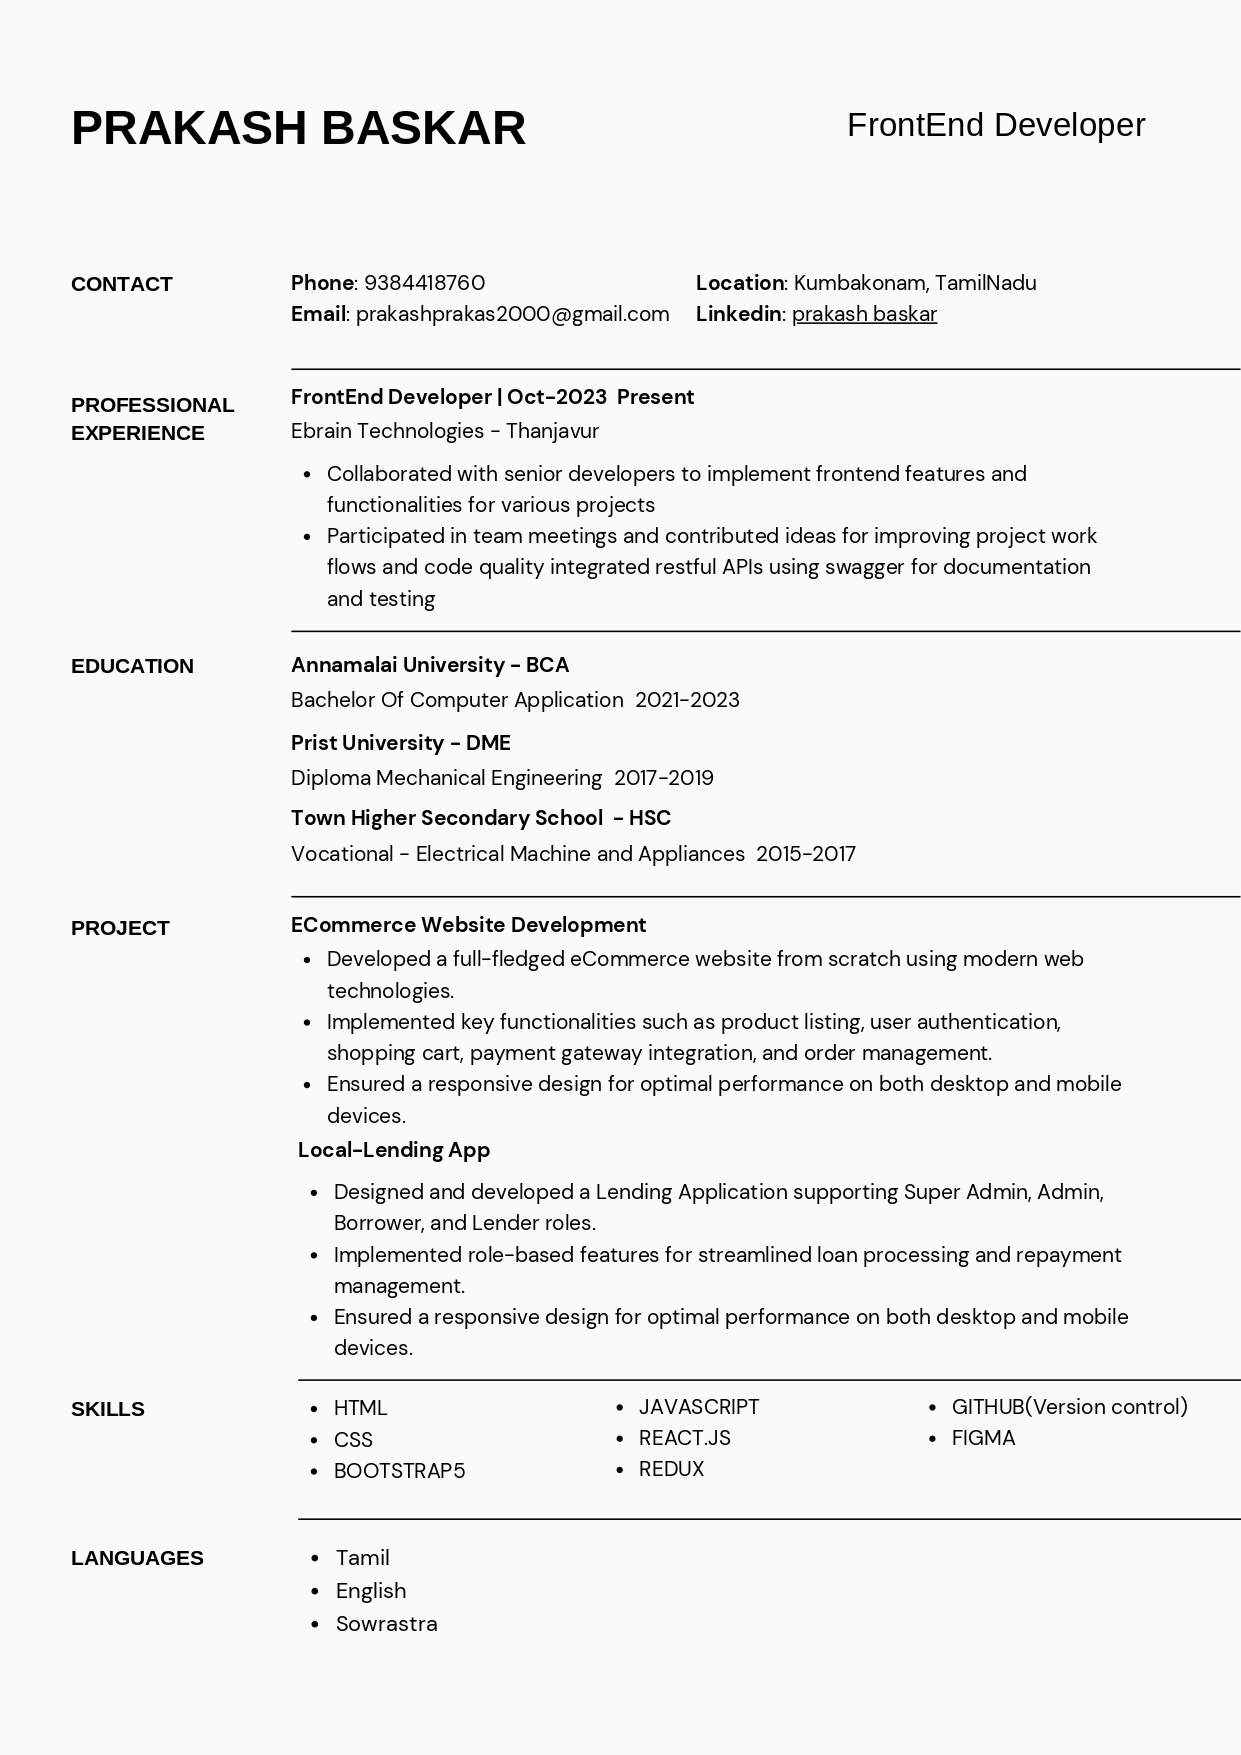 PRAKASH BASKAR
FrontEnd Developer
CONTACT
Phone: 9384418760
Location: Kumbakonam, TamilNadu
Email: prakashprakas2000@gmail.com
Linkedin: prakash baskar
PROFESSIONAL
EXPERIENCE
FrontEnd Developer | Oct-2023  Present
Ebrain Technologies - Thanjavur
• Collaborated with senior developers to implement frontend features and
functionalities for various projects
• Participated in team meetings and contributed ideas for improving project work
flows and code quality integrated restful APIs using swagger for documentation
and testing
EDUCATION
Annamalai University - BCA
Bachelor Of Computer Application  2021-2023
Prist University - DME
Diploma Mechanical Engineering  2017-2019
Town Higher Secondary School  - HSC
Vocational - Electrical Machine and Appliances  2015-2017
PROJECT
ECommerce Website Development
• Developed a full-fledged eCommerce website from scratch using modern web
technologies.
• Implemented key functionalities such as product listing, user authentication,
shopping cart, payment gateway integration, and order management.
• Ensured a responsive design for optimal performance on both desktop and mobile
devices.
Local-Lending App
• Designed and developed a Lending Application supporting Super Admin, Admin,
Borrower, and Lender roles.
• Implemented role-based features for streamlined loan processing and repayment
management.
• Ensured a responsive design for optimal performance on both desktop and mobile
devices.
SKILLS
• HTML
• CSS
• BOOTSTRAP5
• JAVASCRIPT
• REACT.JS
• REDUX
• GITHUB(Version control)
• FIGMA
LANGUAGES
• Tamil
• English
• Sowrastra